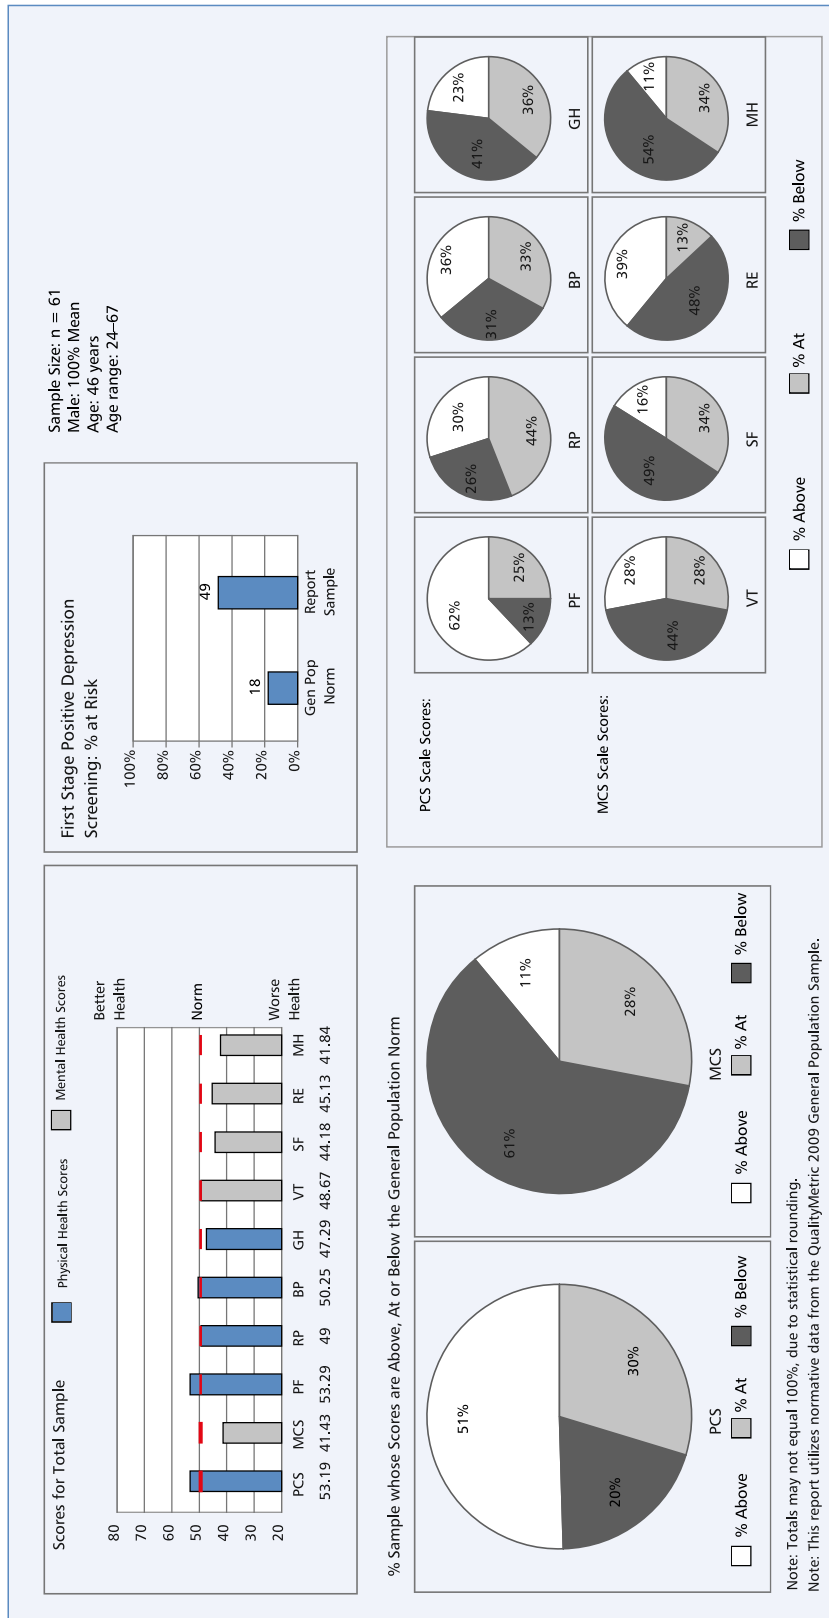 Scores for Total Sample
Physical Health Scores
Mental Health Scores
Better
Health
80
70
60
50
40
30
20
Norm
Worse
Health
PCS MCS PF RP BP GH VT SF RE MH
53.19 41.43 53.29 49 50.25 47.29 48.67 44.18 45.13 41.84
First Stage Positive Depression
Screening: % at Risk
100%
80%
60%
40%
20%
0%
18
49
Gen Pop
Norm
Report
Sample
Sample Size: n = 61
Male: 100% Mean
Age: 46 years
Age range: 24–67
% Sample whose Scores are Above, At or Below the General Population Norm
51%
30%
20%
PCS
% Above % At % Below
11%
28%
61%
MCS
% Above % At % Below
PCS Scale Scores:
62%
25%
13%
PF
30%
44%
26%
RP
36%
33%
31%
BP
23%
36%
41%
GH
MCS Scale Scores:
28%
28%
44%
VT
16%
34%
49%
SF
39%
13%
48%
RE
11%
34%
54%
MH
% Above % At % Below
Note: Totals may not equal 100%, due to statistical rounding.
Note: This report utilizes normative data from the QualityMetric 2009 General Population Sample.